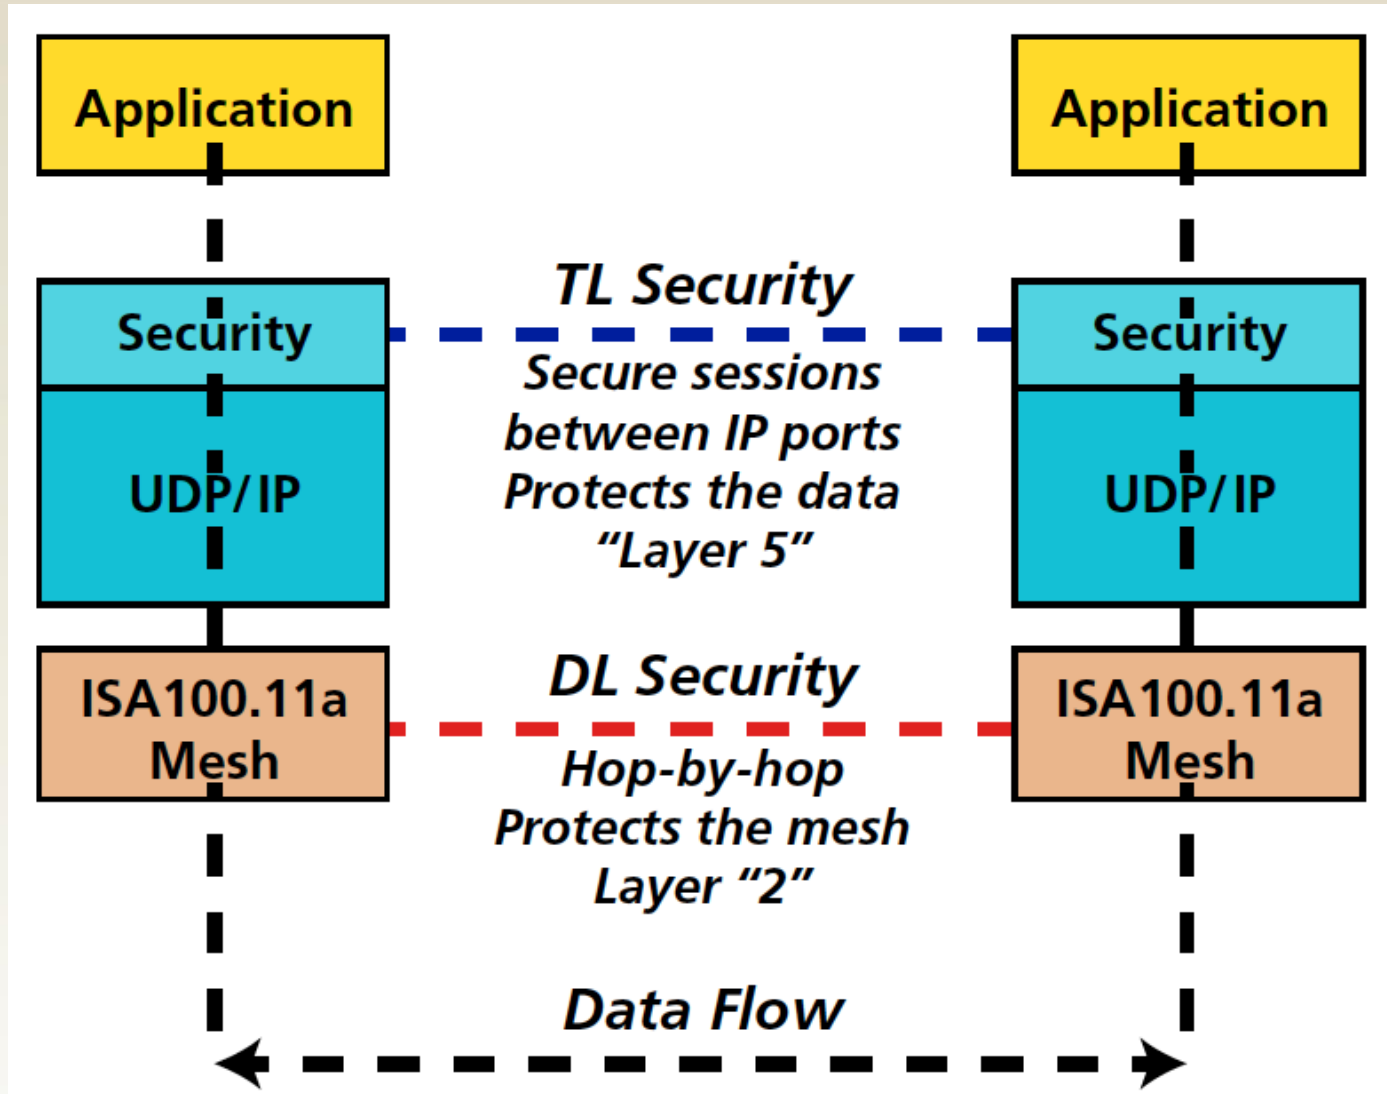 Application
Application
TL Security
Security
Security
Secure sessions
between IP ports
Protects the data
“Layer 5”
UDP/IP
UDP/IP
DL Security
ISA100.11a
Mesh
ISA100.11a
Mesh
Hop-by-hop
Protects the mesh
Layer “2”
Data Flow